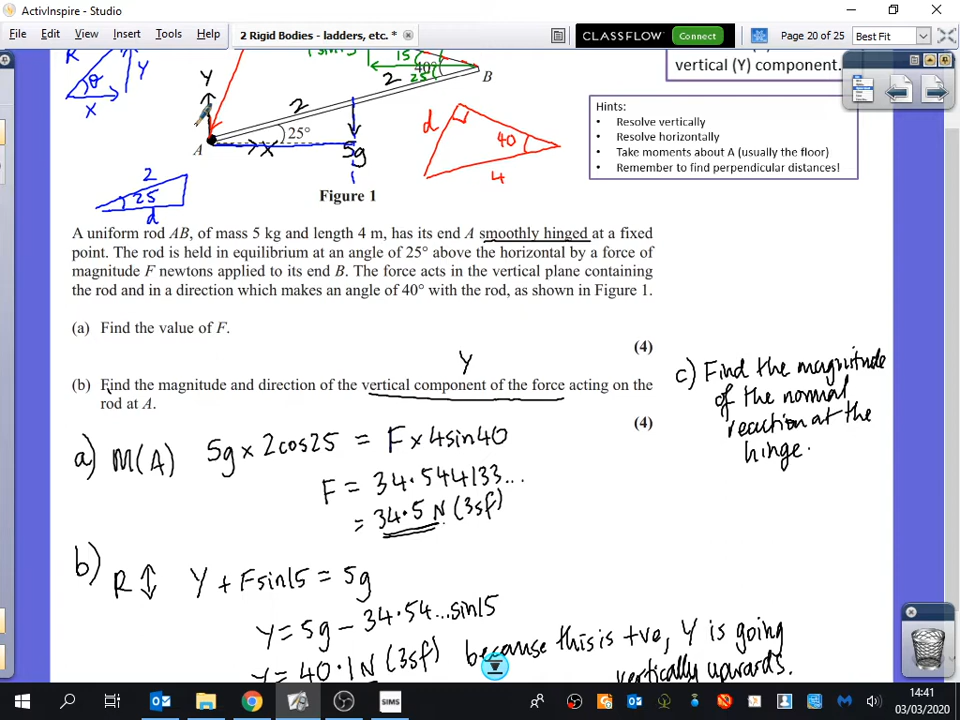 ActivInspire - Studio
File Edit View Insert Tools Help
2 Rigid Bodies - ladders, etc. *
CLASSFLOW Connect
Page 20 of 25
Best Fit
R
θ
Y
X
Y
15
40°
25
2
B
2
25°
A
X
5g
2
25
d
d
40
4
Figure 1
vertical (Y) component.
Hints:
• Resolve vertically
• Resolve horizontally
• Take moments about A (usually the floor)
• Remember to find perpendicular distances!
A uniform rod AB, of mass 5 kg and length 4 m, has its end A smoothly hinged at a fixed
point. The rod is held in equilibrium at an angle of 25° above the horizontal by a force of
magnitude F newtons applied to its end B. The force acts in the vertical plane containing
the rod and in a direction which makes an angle of 40° with the rod, as shown in Figure 1.
(a) Find the value of F.
(4)
Y
(b) Find the magnitude and direction of the vertical component of the force acting on the
rod at A.
(4)
c) Find the magnitude
of the normal
reaction at the
hinge.
a) M(A) 5g × 2cos25 = F × 4sin40
F = 34.544133...
= 34.5 N (3sf)
b) R ↕ Y + Fsin15 = 5g
Y = 5g - 34.54...sin15
Y = 40.1N (3sf) because this is +ve, Y is going
vertically upwards.
SIMS
14:41
03/03/2020